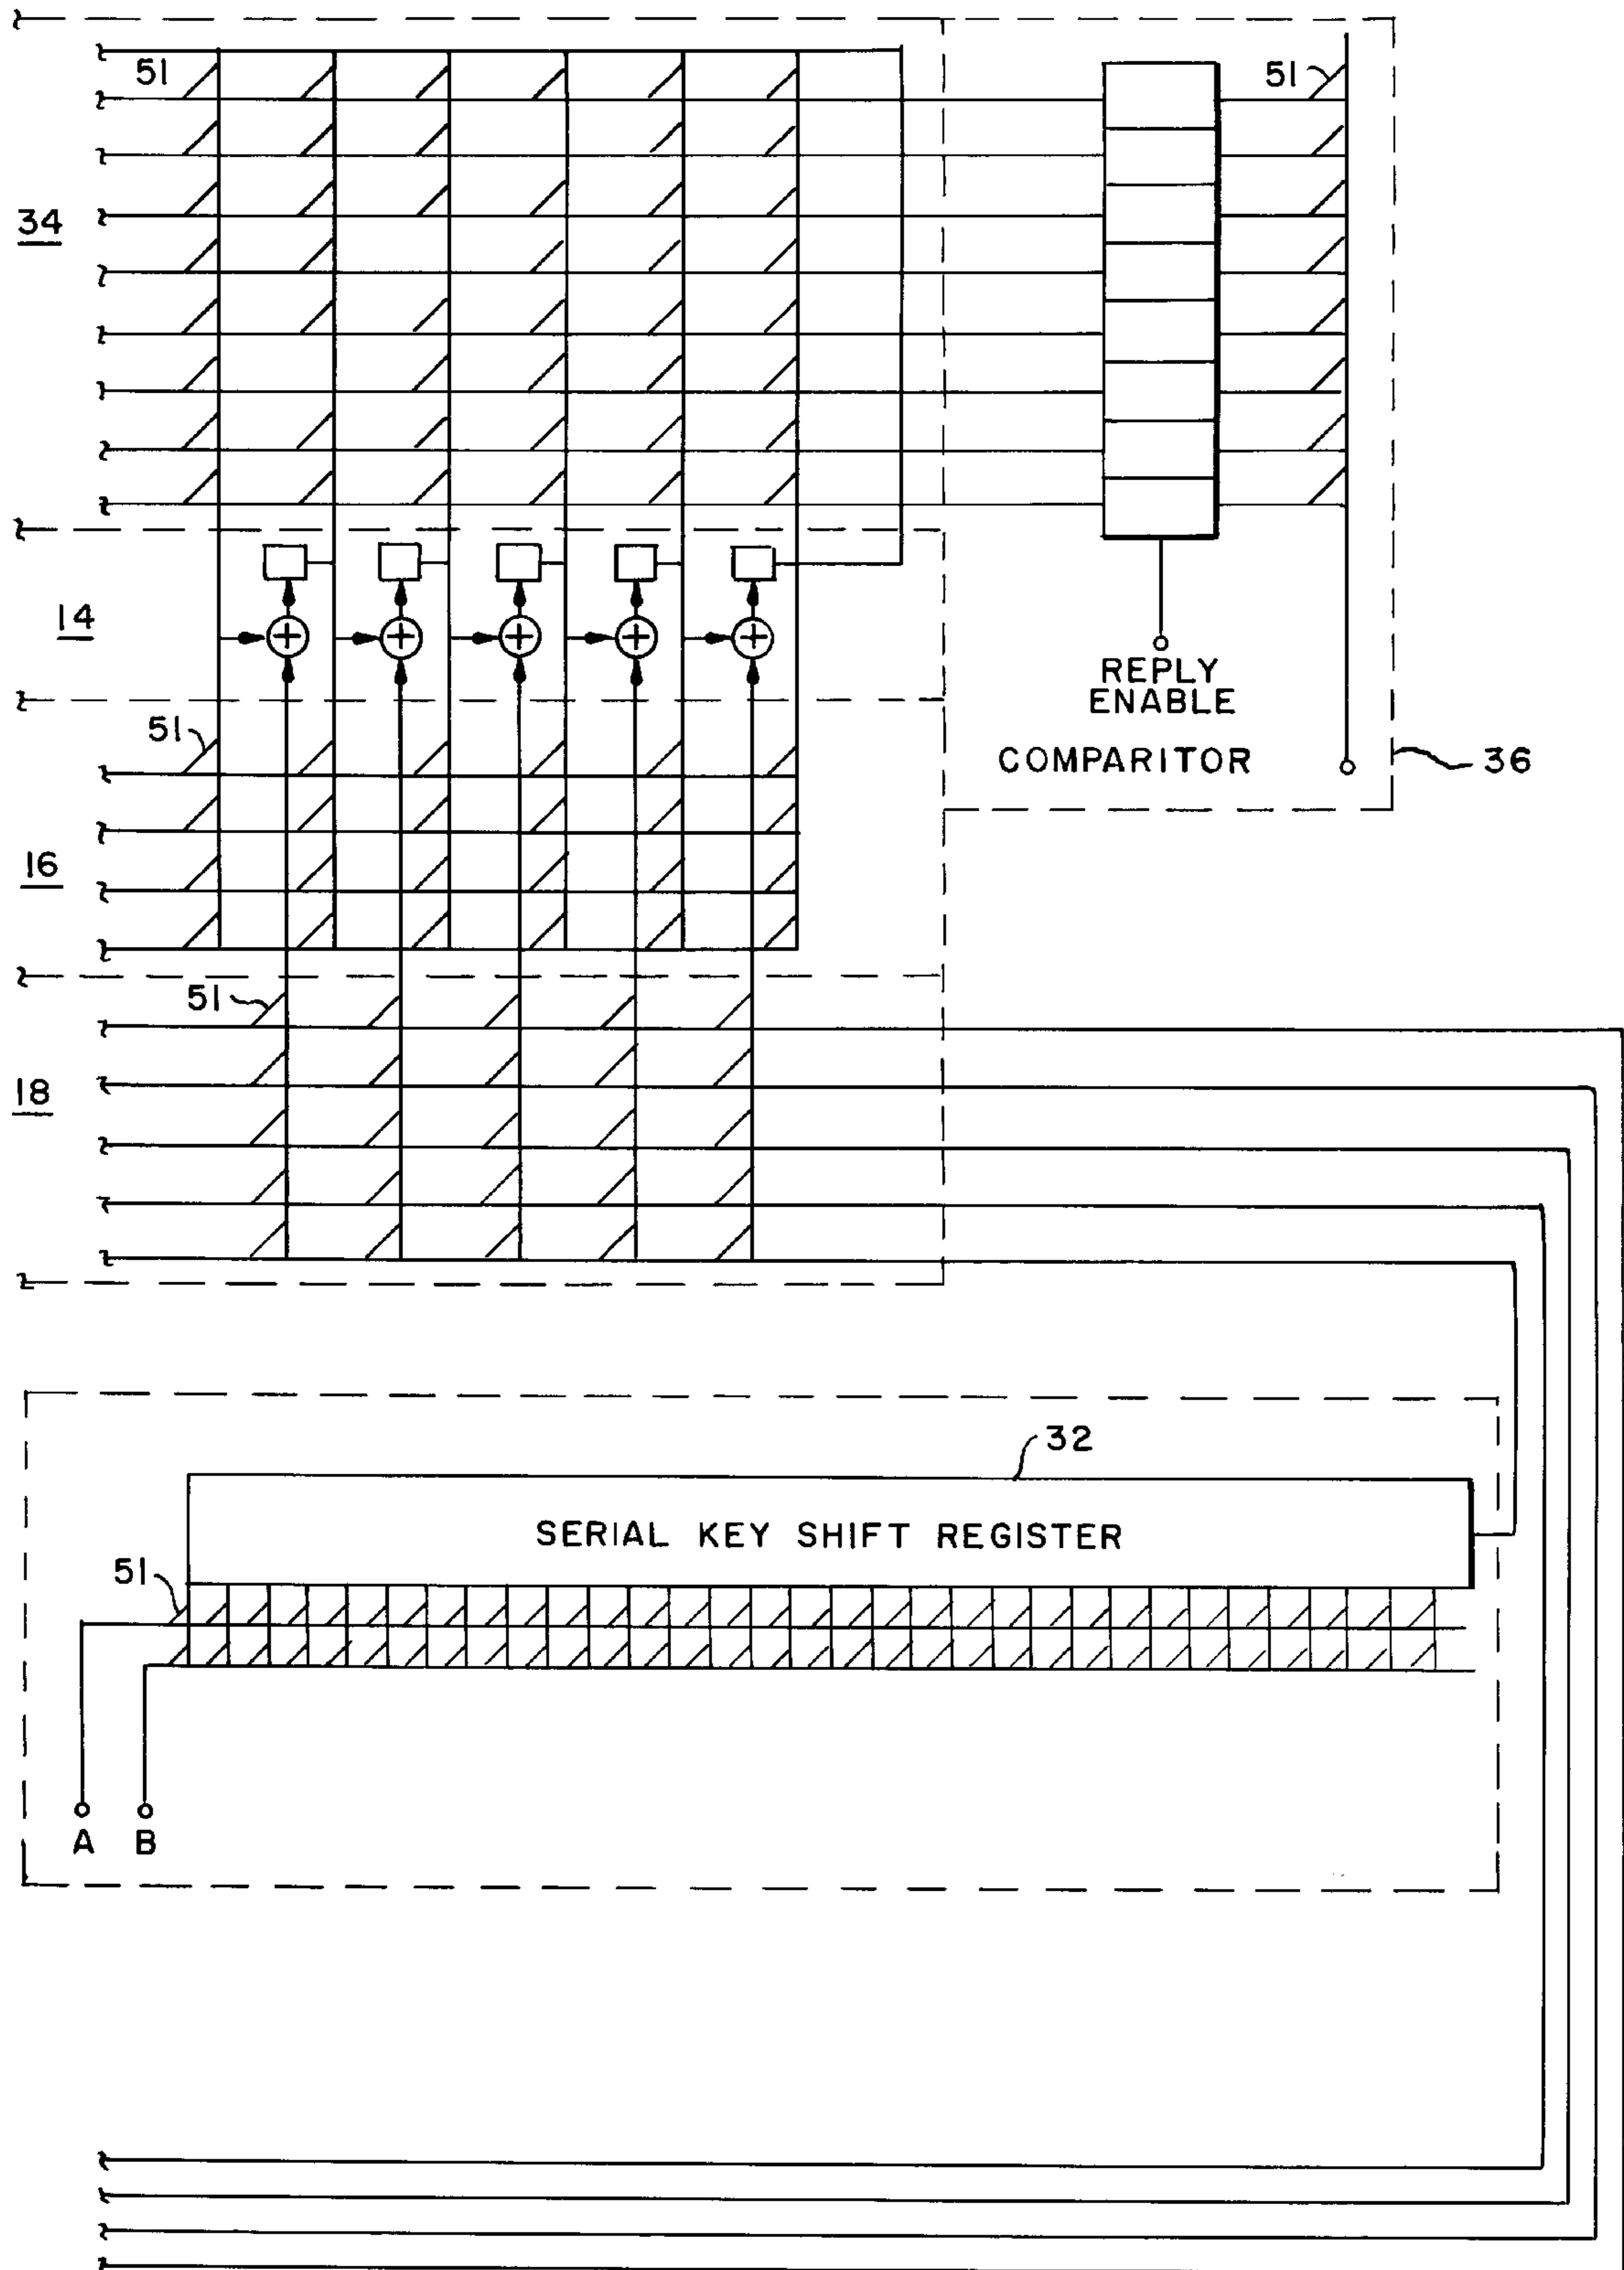 51
51
34
14
REPLY
ENABLE
51
COMPARITOR
36
16
51
18
32
SERIAL KEY SHIFT REGISTER
51
A B